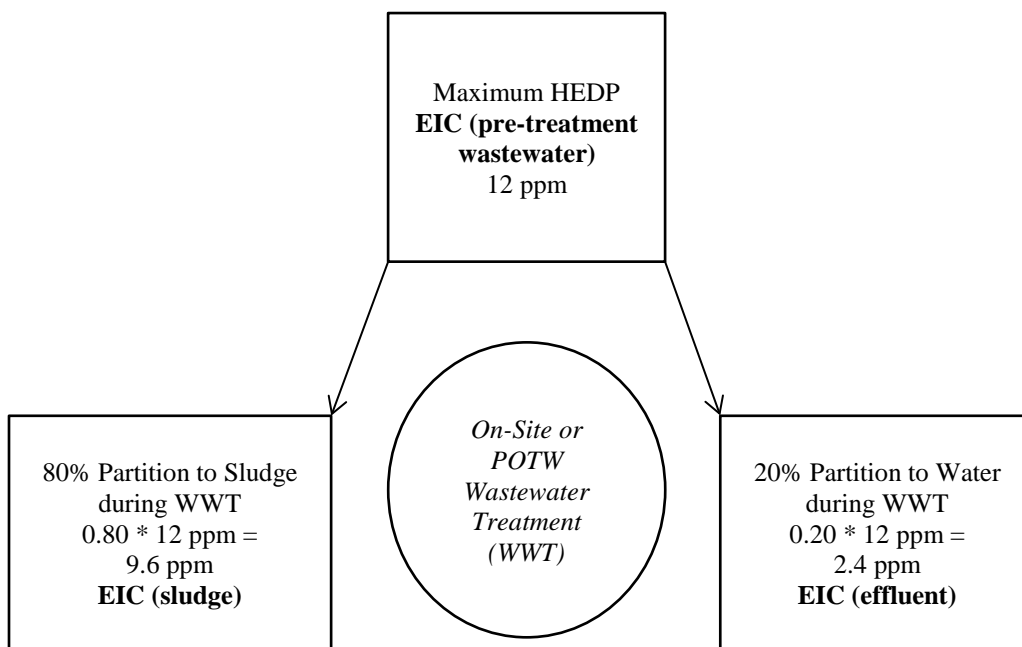 Maximum HEDP
EIC (pre-treatment
wastewater)
12 ppm
On-Site or
POTW
Wastewater
Treatment
(WWT)
80% Partition to Sludge
during WWT
0.80 * 12 ppm =
9.6 ppm
EIC (sludge)
20% Partition to Water
during WWT
0.20 * 12 ppm =
2.4 ppm
EIC (effluent)